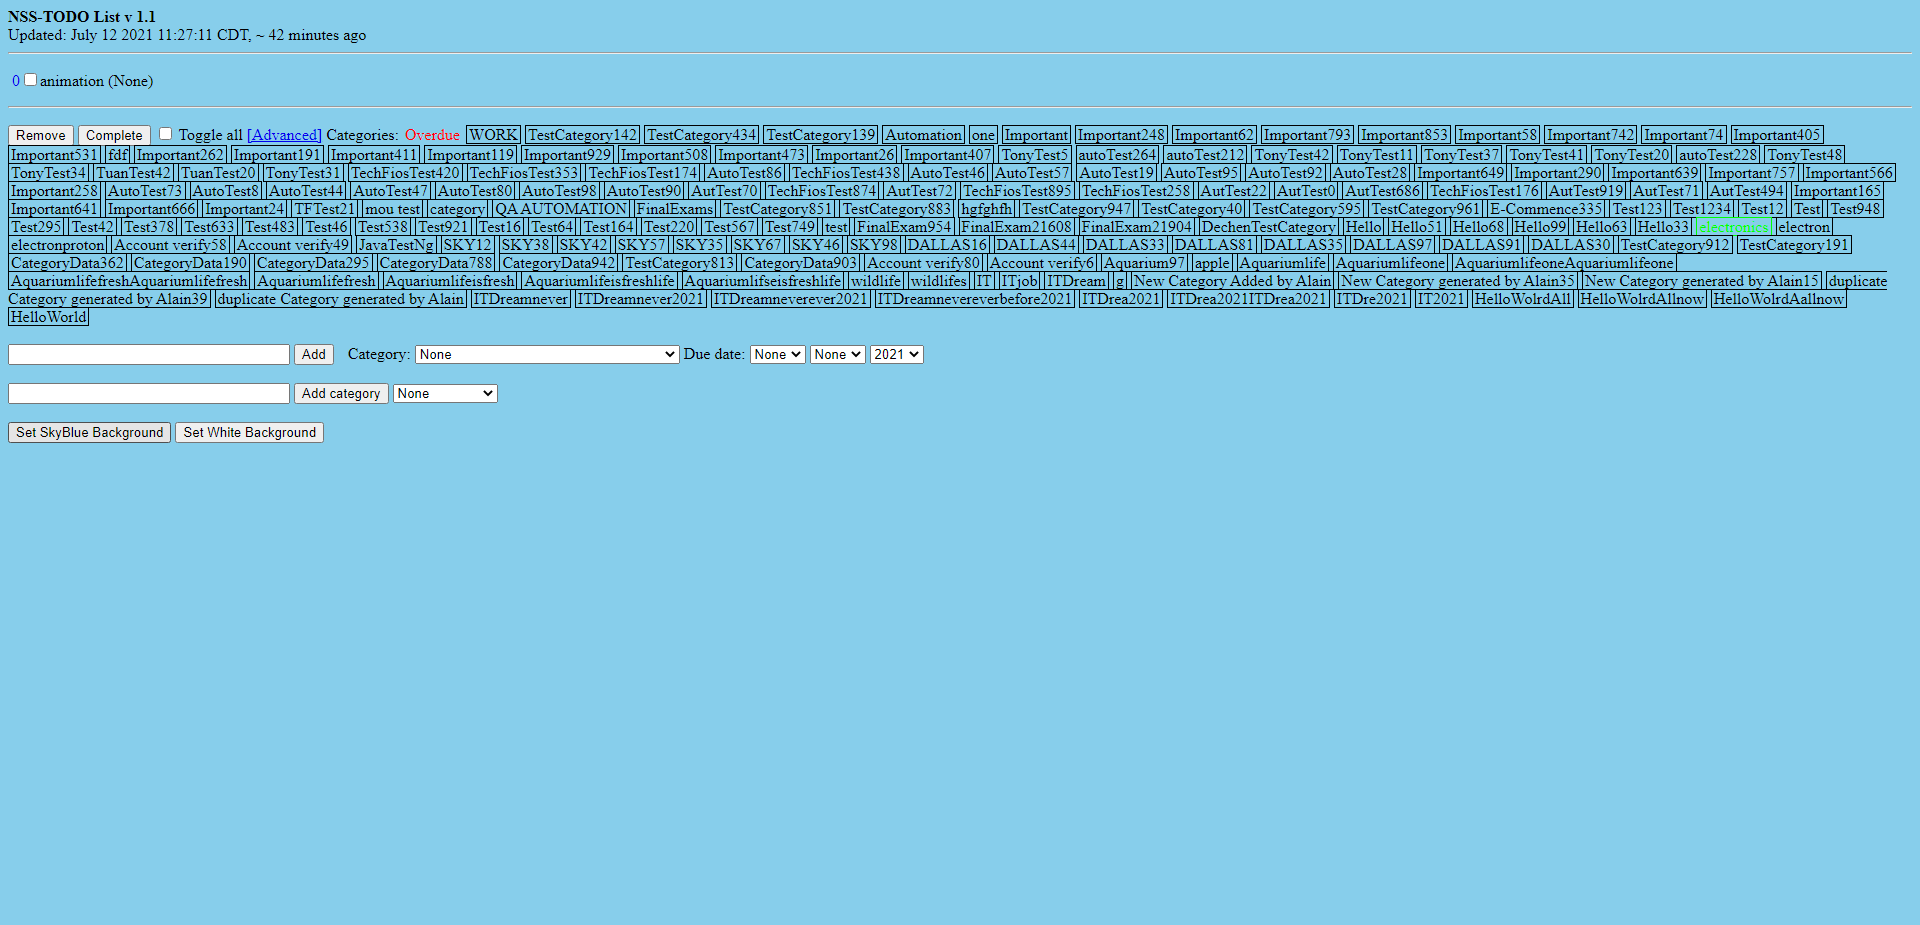 NSS-TODO List v 1.1
Updated: July 12 2021 11:27:11 CDT, ~ 42 minutes ago
0 animation (None)
Remove Complete Toggle all [Advanced] Categories: Overdue WORK TestCategory142 TestCategory434 TestCategory139 Automation one Important Important248 Important62 Important793 Important853 Important58 Important742 Important74 Important405
Important531 fdf Important262 Important191 Important411 Important119 Important929 Important508 Important473 Important26 Important407 TonyTest5 autoTest264 autoTest212 TonyTest42 TonyTest11 TonyTest37 TonyTest41 TonyTest20 autoTest228 TonyTest48
TonyTest34 TuanTest42 TuanTest20 TonyTest31 TechFiosTest420 TechFiosTest353 TechFiosTest174 AutoTest86 TechFiosTest438 AutoTest46 AutoTest57 AutoTest19 AutoTest95 AutoTest92 AutoTest28 Important649 Important290 Important639 Important757 Important566
Important258 AutoTest73 AutoTest8 AutoTest44 AutoTest47 AutoTest80 AutoTest98 AutoTest90 AutTest70 TechFiosTest874 AutTest72 TechFiosTest895 TechFiosTest258 AutTest22 AutTest0 AutTest686 TechFiosTest176 AutTest919 AutTest71 AutTest494 Important165
Important641 Important666 Important24 TFTest21 mou test category QA AUTOMATION FinalExams TestCategory851 TestCategory883 hgfghfh TestCategory947 TestCategory40 TestCategory595 TestCategory961 E-Commence335 Test123 Test1234 Test12 Test Test948
Test295 Test42 Test378 Test633 Test483 Test46 Test538 Test921 Test16 Test64 Test164 Test220 Test567 Test749 test FinalExam954 FinalExam21608 FinalExam21904 DechenTestCategory Hello Hello51 Hello68 Hello99 Hello63 Hello33 electronics electron
electronproton Account verify58 Account verify49 JavaTestNg SKY12 SKY38 SKY42 SKY57 SKY35 SKY67 SKY46 SKY98 DALLAS16 DALLAS44 DALLAS33 DALLAS81 DALLAS35 DALLAS97 DALLAS91 DALLAS30 TestCategory912 TestCategory191
CategoryData362 CategoryData190 CategoryData295 CategoryData788 CategoryData942 TestCategory813 CategoryData903 Account verify80 Account verify6 Aquarium97 apple Aquariumlife Aquariumlifeone AquariumlifeoneAquariumlifeone
AquariumlifefreshAquariumlifefresh Aquariumlifefresh Aquariumlifeisfresh Aquariumlifeisfreshlife Aquariumlifseisfreshlife wildlife wildlifes IT ITjob ITDream g New Category Added by Alain New Category generated by Alain35 New Category generated by Alain15 duplicate
Category generated by Alain39 duplicate Category generated by Alain ITDreamnever ITDreamnever2021 ITDreamneverever2021 ITDreamnevereverbefore2021 ITDrea2021 ITDrea2021ITDrea2021 ITDre2021 IT2021 HelloWolrdAll HelloWolrdAllnow HelloWolrdAallnow
HelloWorld
Add Category: None Due date: None None 2021
Add category None
Set SkyBlue Background Set White Background